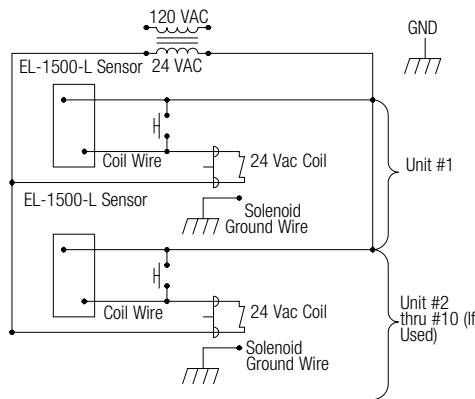 120 VAC
GND
24 VAC
EL-1500-L Sensor
Coil Wire
24 Vac Coil
Unit #1
EL-1500-L Sensor
Solenoid
Ground Wire
Coil Wire
24 Vac Coil
Unit #2
thru #10 (If
Used)
Solenoid
Ground Wire